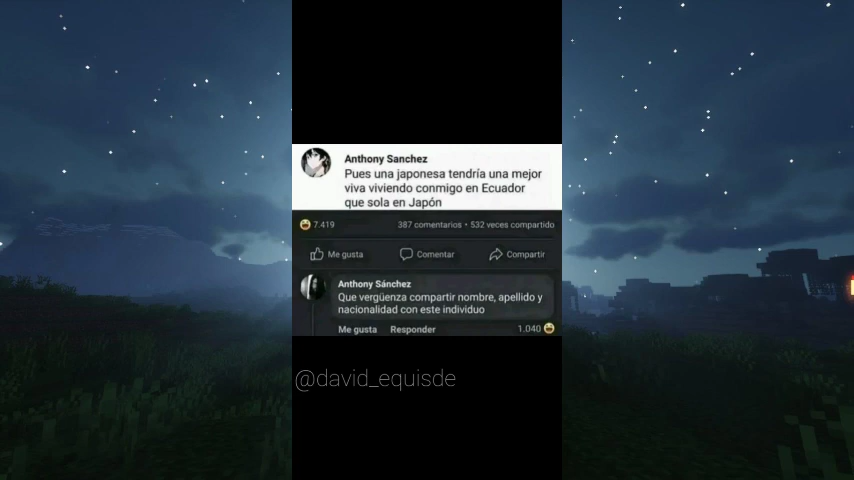 Anthony Sanchez
Pues una japonesa tendría una mejor
viva viviendo conmigo en Ecuador
que sola en Japón
7.419 387 comentarios • 532 veces compartido
Me gusta Comentar Compartir
Anthony Sánchez
Que vergüenza compartir nombre, apellido y
nacionalidad con este individuo
Me gusta Responder 1.040
@david_equisde